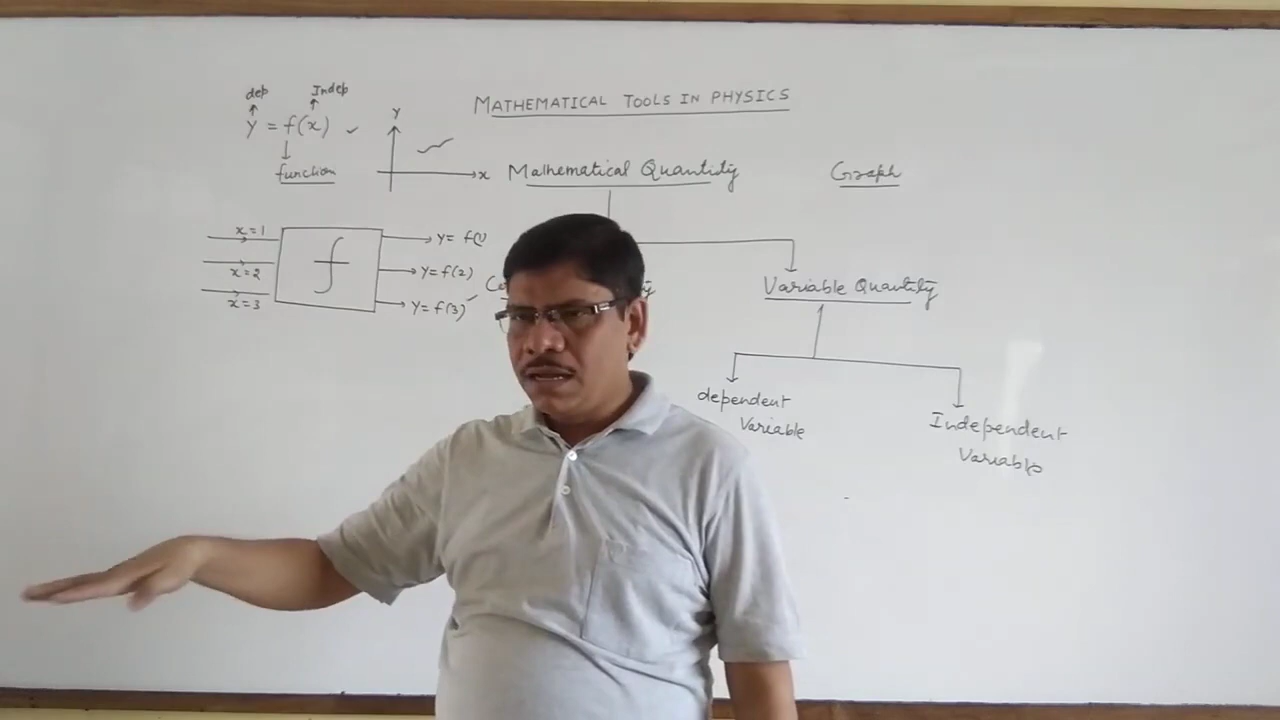 MATHEMATICAL TOOLS IN PHYSICS
dep Indep
y = f(x)
function
Y
x
Mathematical Quantity
Graph
x=1
x=2
x=3
f
y= f(1)
y= f(2)
y= f(3)
Variable Quantity
dependent
Variable
Independent
Variable